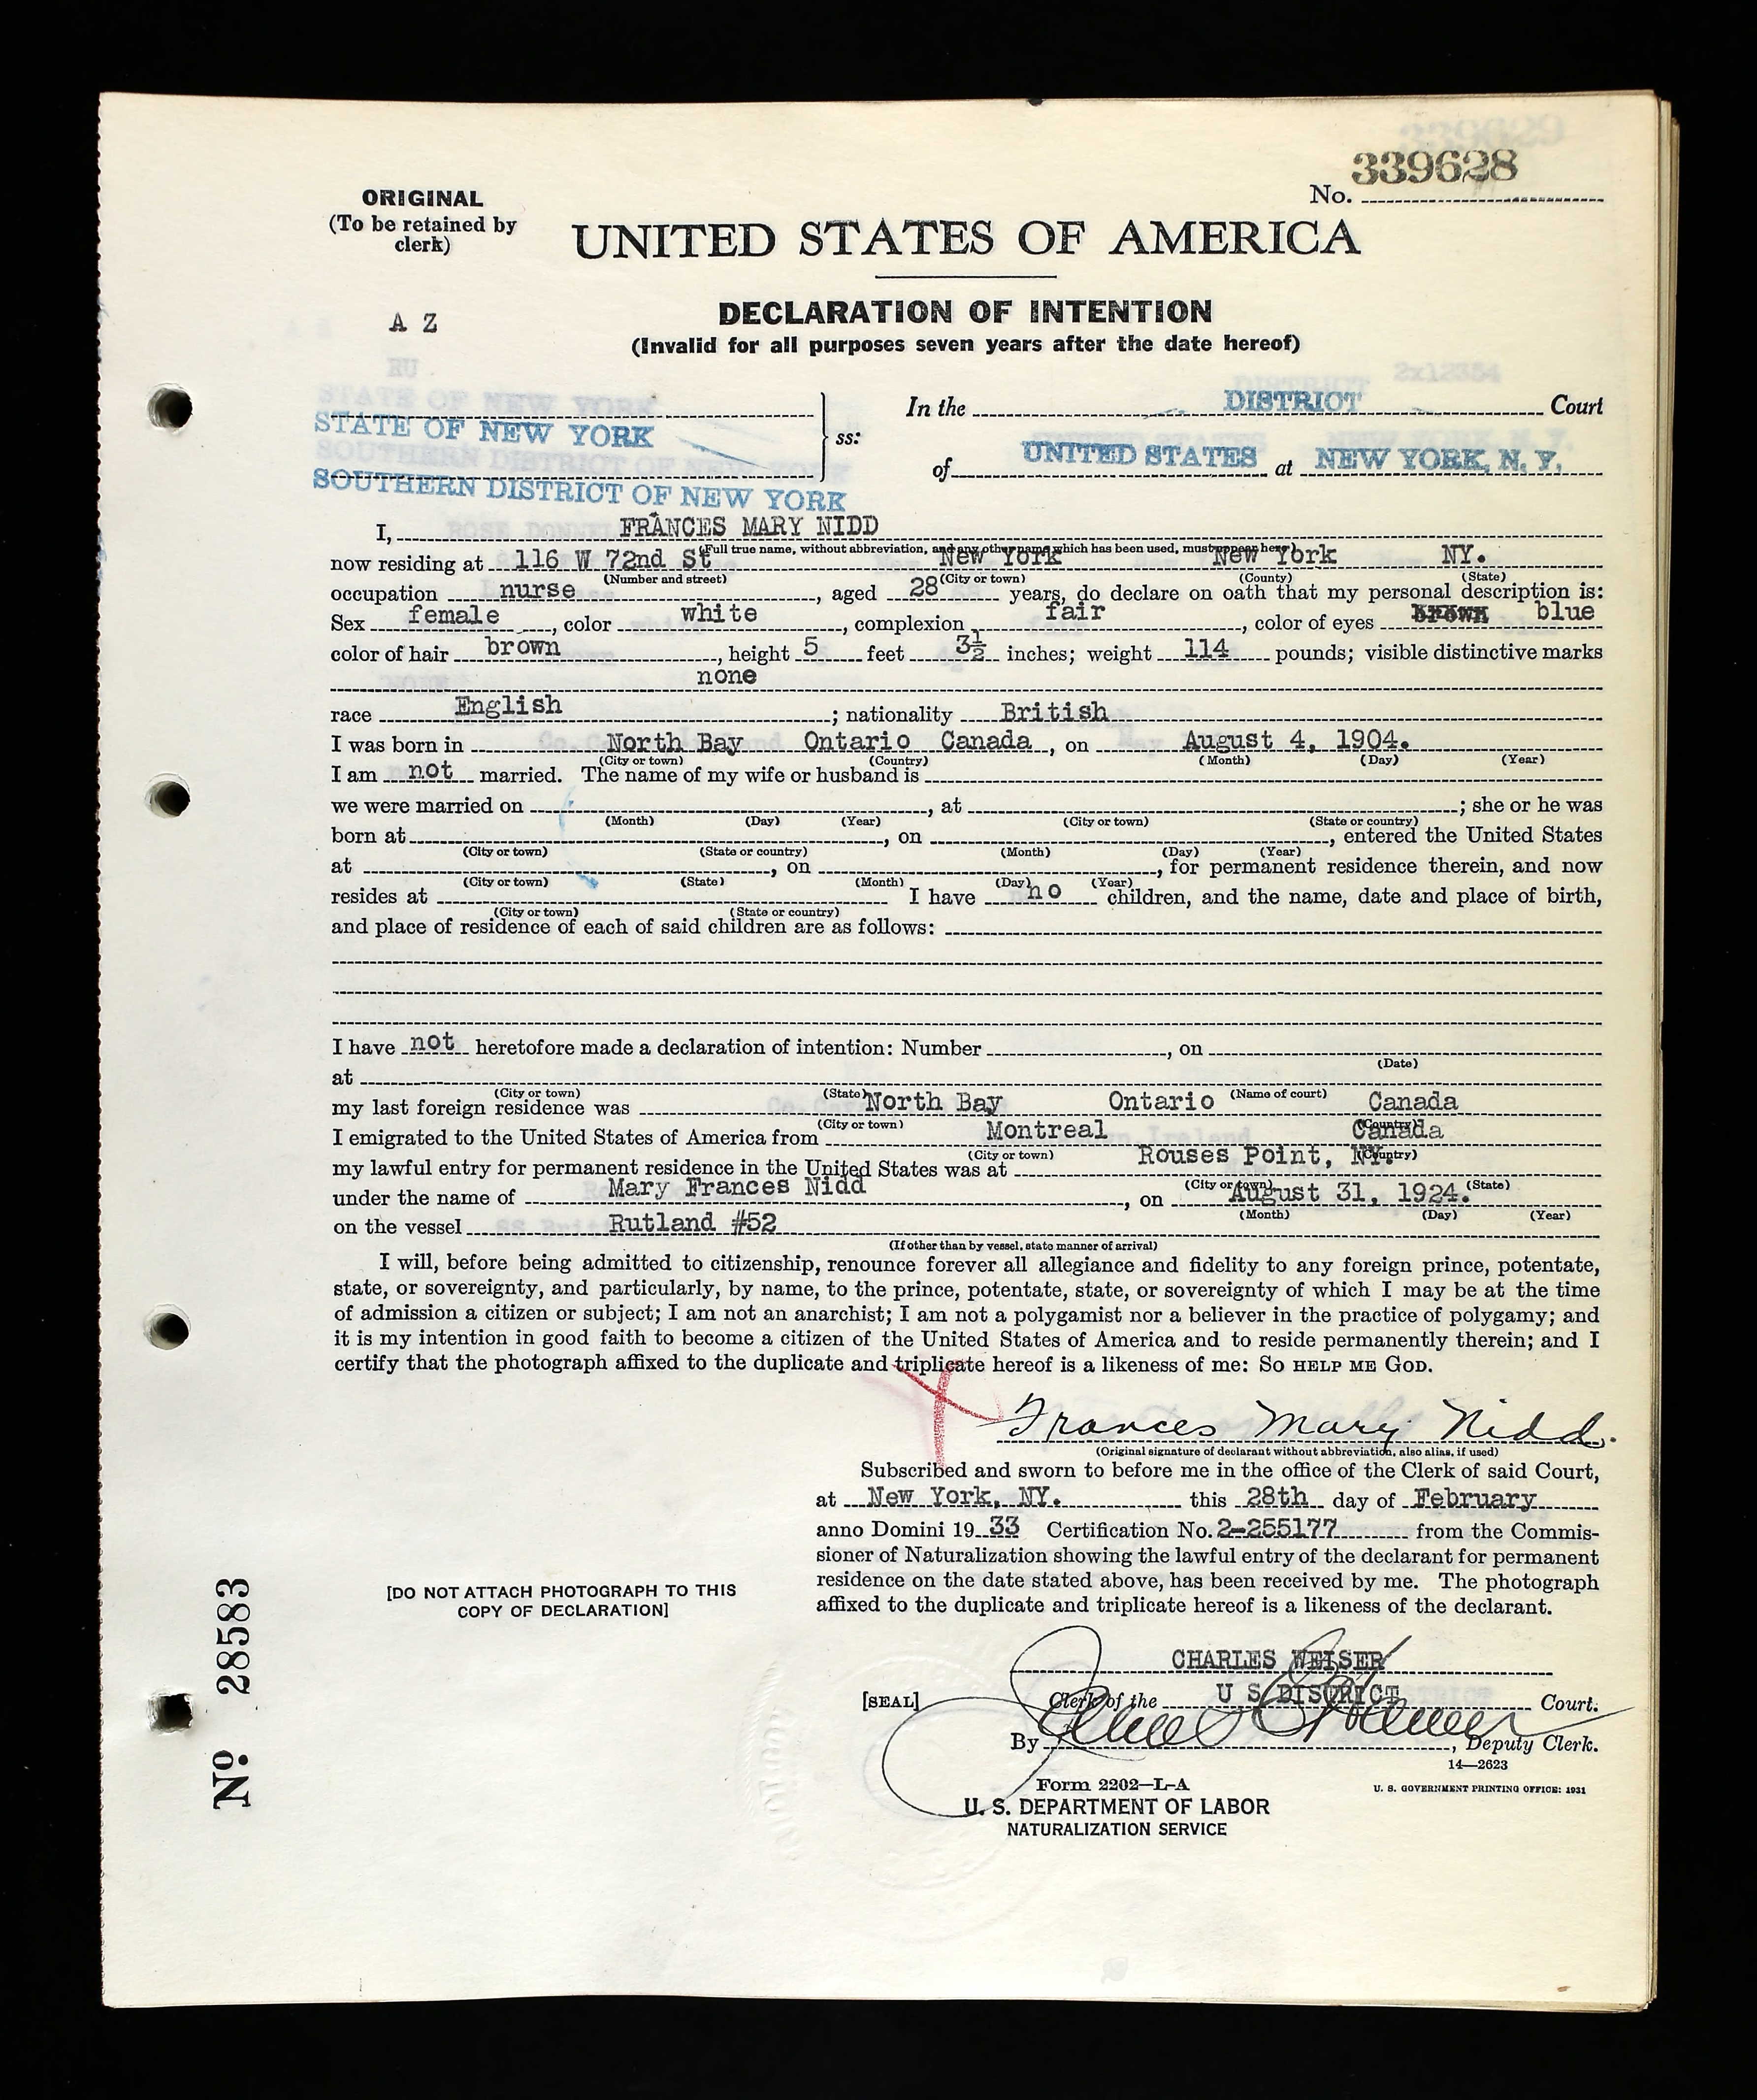 339628
No.
ORIGINAL
(To be retained by
clerk)
UNITED STATES OF AMERICA
A Z
DECLARATION OF INTENTION
(Invalid for all purposes seven years after the date hereof)
In the DISTRICT Court
STATE OF NEW YORK
ss:
of UNITED STATES at NEW YORK, N. Y.
SOUTHERN DISTRICT OF NEW YORK
I, FRANCES MARY NIDD
(Full true name, without abbreviation, and any other name which has been used, must appear here)
now residing at 116 W 72nd St New York New York NY.
(Number and street) (City or town) (County) (State)
occupation nurse, aged 28 years, do declare on oath that my personal description is:
Sex female, color white, complexion fair, color of eyes brown blue
color of hair brown, height 5 feet 3½ inches; weight 114 pounds; visible distinctive marks
none
race English; nationality British
I was born in North Bay Ontario Canada, on August 4, 1904.
(City or town) (Country) (Month) (Day) (Year)
I am not married. The name of my wife or husband is
we were married on , at ; she or he was
(Month) (Day) (Year) (City or town) (State or country)
born at , on , entered the United States
(City or town) (State or country) (Month) (Day) (Year)
at , on , for permanent residence therein, and now
(City or town) (State) (Month) (Day) (Year)
resides at I have no children, and the name, date and place of birth,
(City or town) (State or country)
and place of residence of each of said children are as follows:
I have not heretofore made a declaration of intention: Number , on
(Date)
at
(City or town) (State) (Name of court)
my last foreign residence was North Bay Ontario Canada
(City or town) (Country)
I emigrated to the United States of America from Montreal Canada
(City or town) (Country)
my lawful entry for permanent residence in the United States was at Rouses Point, NY.
(City or town) (State)
under the name of Mary Frances Nidd, on August 31, 1924.
(Month) (Day) (Year)
on the vessel Rutland #52
(If other than by vessel, state manner of arrival)
I will, before being admitted to citizenship, renounce forever all allegiance and fidelity to any foreign prince, potentate,
state, or sovereignty, and particularly, by name, to the prince, potentate, state, or sovereignty of which I may be at the time
of admission a citizen or subject; I am not an anarchist; I am not a polygamist nor a believer in the practice of polygamy; and
it is my intention in good faith to become a citizen of the United States of America and to reside permanently therein; and I
certify that the photograph affixed to the duplicate and triplicate hereof is a likeness of me: SO HELP ME GOD.
Frances Mary Nidd.
(Original signature of declarant without abbreviation, also alias, if used)
Subscribed and sworn to before me in the office of the Clerk of said Court,
at New York, NY. this 28th day of February
anno Domini 19 33 Certification No. 2-255177 from the Commis-
sioner of Naturalization showing the lawful entry of the declarant for permanent
residence on the date stated above, has been received by me. The photograph
affixed to the duplicate and triplicate hereof is a likeness of the declarant.
[DO NOT ATTACH PHOTOGRAPH TO THIS
COPY OF DECLARATION]
No. 28583
CHARLES WEISER
[SEAL] Clerk of the U S DISTRICT Court.
By , Deputy Clerk.
14—2623
Form 2202—L-A
U. S. GOVERNMENT PRINTING OFFICE: 1931
U. S. DEPARTMENT OF LABOR
NATURALIZATION SERVICE